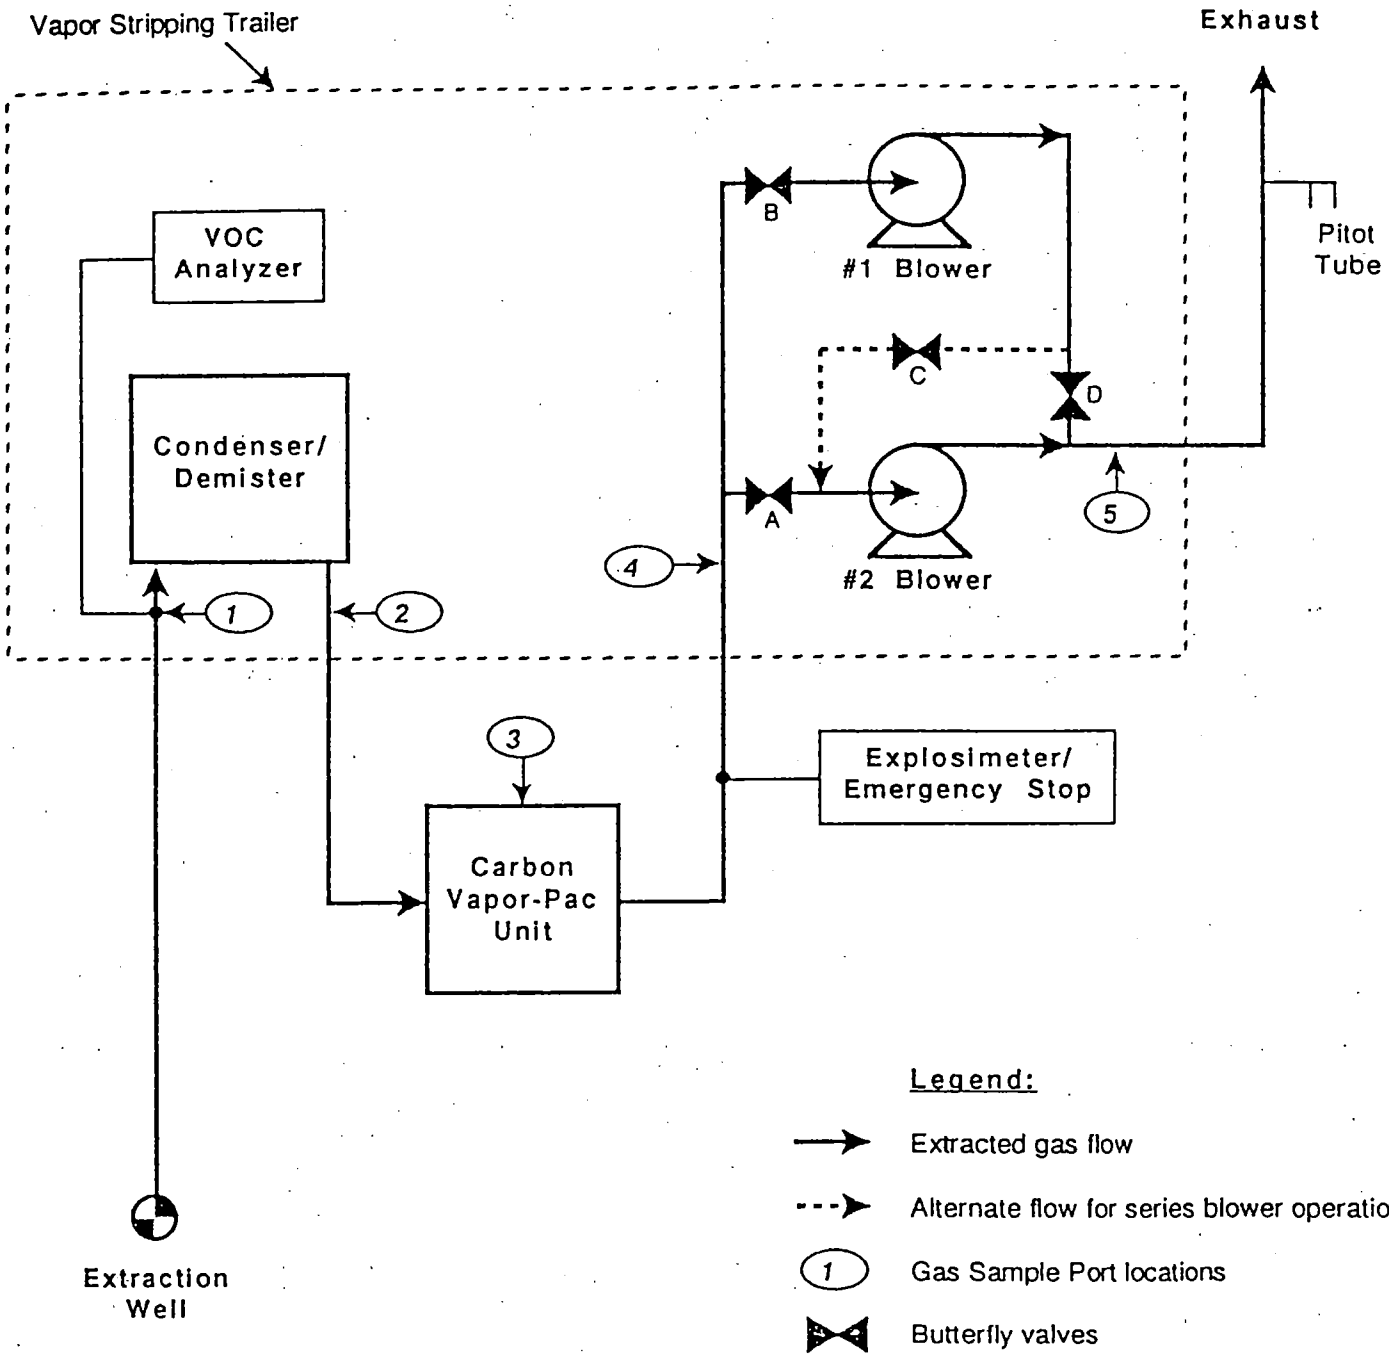 Vapor Stripping Trailer
Exhaust
VOC
Analyzer
B
#1 Blower
Pitot
Tube
C
D
Condenser/
Demister
A
5
4
#2 Blower
1
2
3
Explosimeter/
Emergency Stop
Carbon
Vapor-Pac
Unit
Legend:
Extracted gas flow
Alternate flow for series blower operatio
1
Gas Sample Port locations
Butterfly valves
Extraction
Well